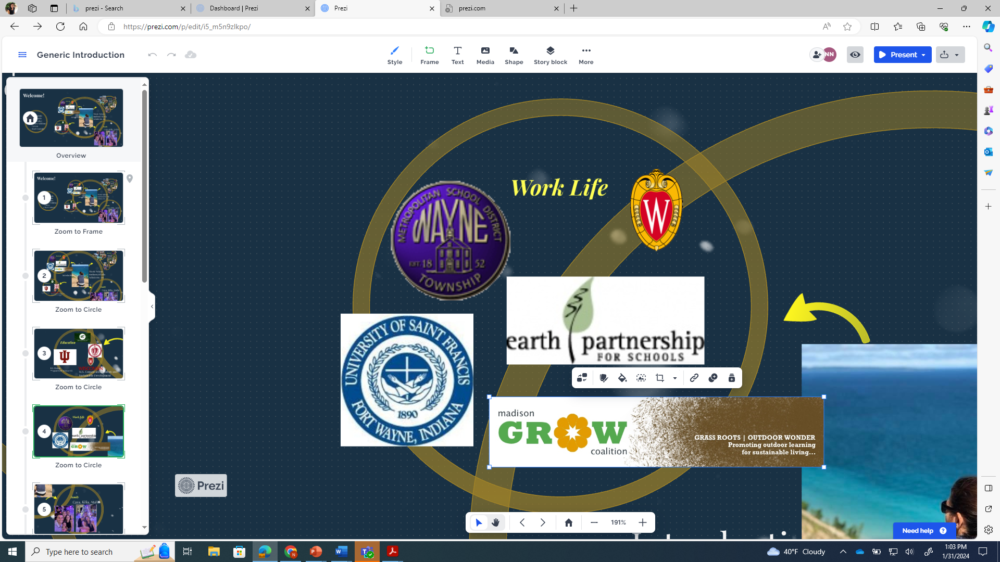 prezi - Search
Dashboard | Prezi
Prezi
prezi.com
https://prezi.com/p/edit/i5_m5n9zlkpo/
Generic Introduction
Style
Frame
Text
Media
Shape
Story block
More
NN
Present
Welcome!
Overview
Welcome!
1
Zoom to Frame
2
Zoom to Circle
Education
3
Zoom to Circle
Work Life
4
Zoom to Circle
Family
5
Work Life
METROPOLITAN SCHOOL DISTRICT
WAYNE
EST. 18 52
TOWNSHIP
W
earth partnership
FOR SCHOOLS
UNIVERSITY OF SAINT FRANCIS
1890
FORT WAYNE, INDIANA
madison
GROW
coalition
GRASS ROOTS | OUTDOOR WONDER
Promoting outdoor learning
for sustainable living...
Prezi
191%
Need help ?
Type here to search
40°F Cloudy
1:03 PM
1/31/2024